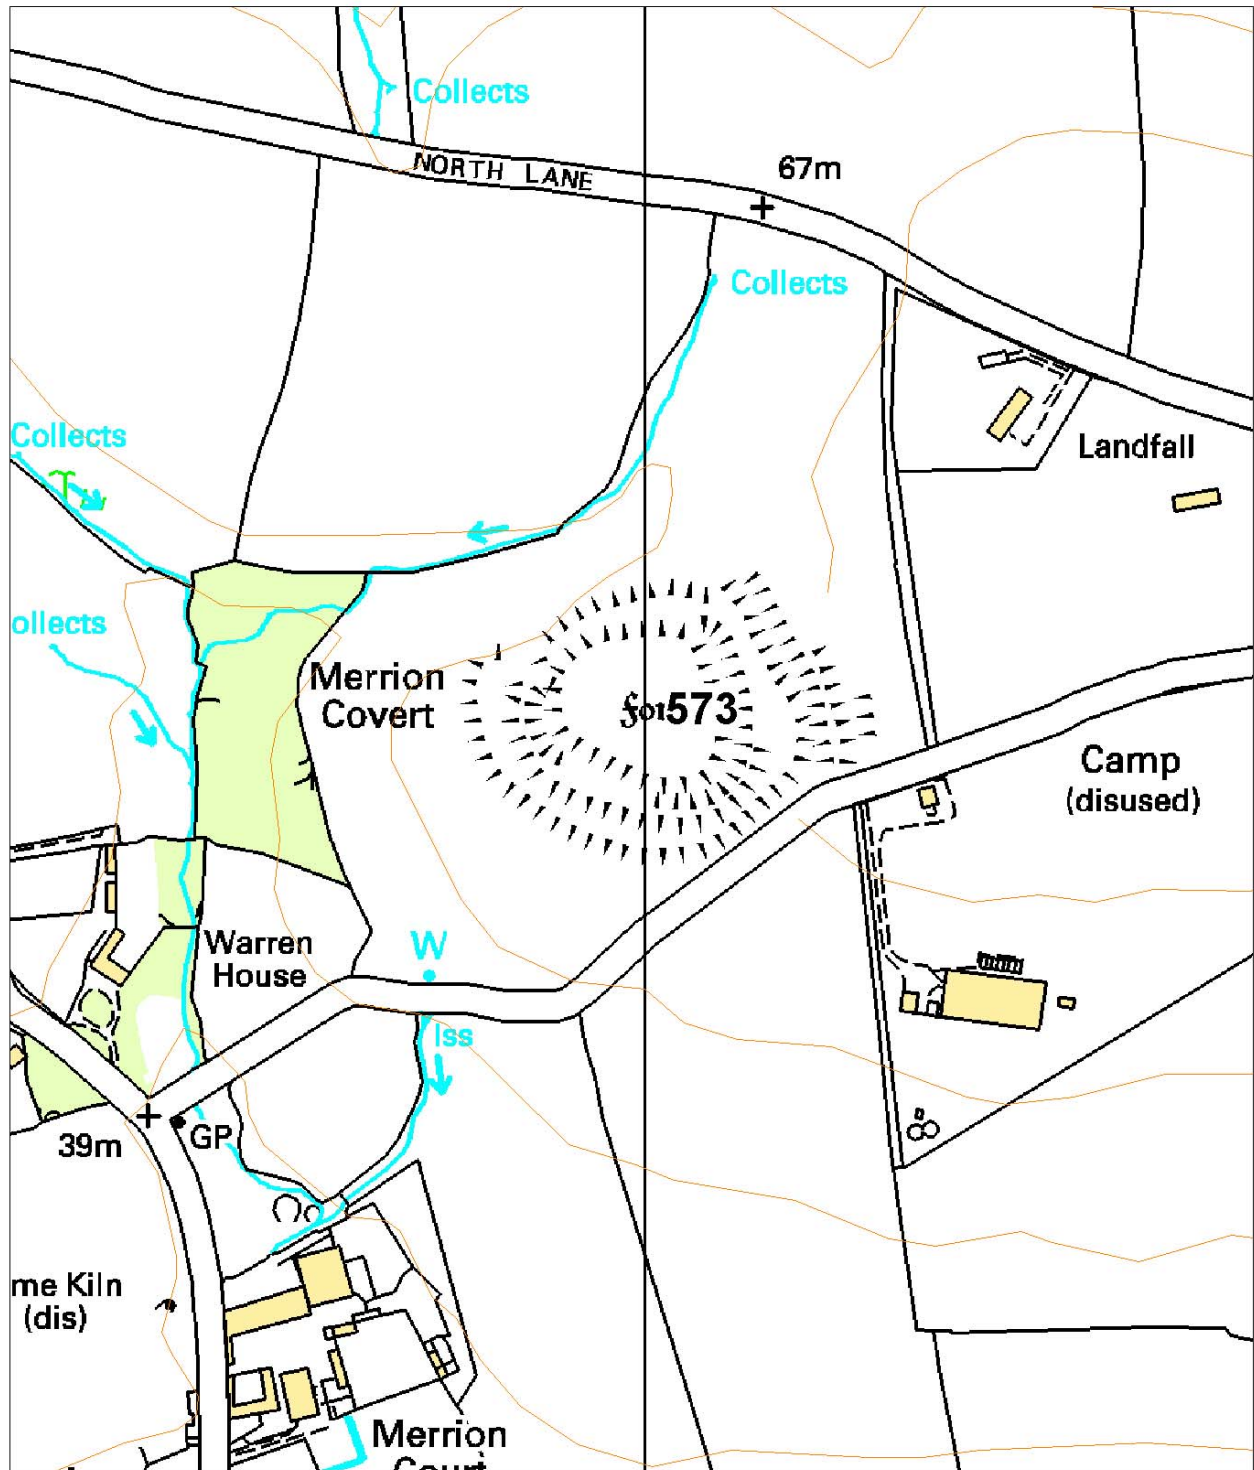 Collects
NORTH LANE
67m
Collects
Collects
Landfall
ollects
Merrion
Covert
573
Camp
(disused)
Warren
House
W
Iss
GP
39m
me Kiln
(dis)
Merrion
Court